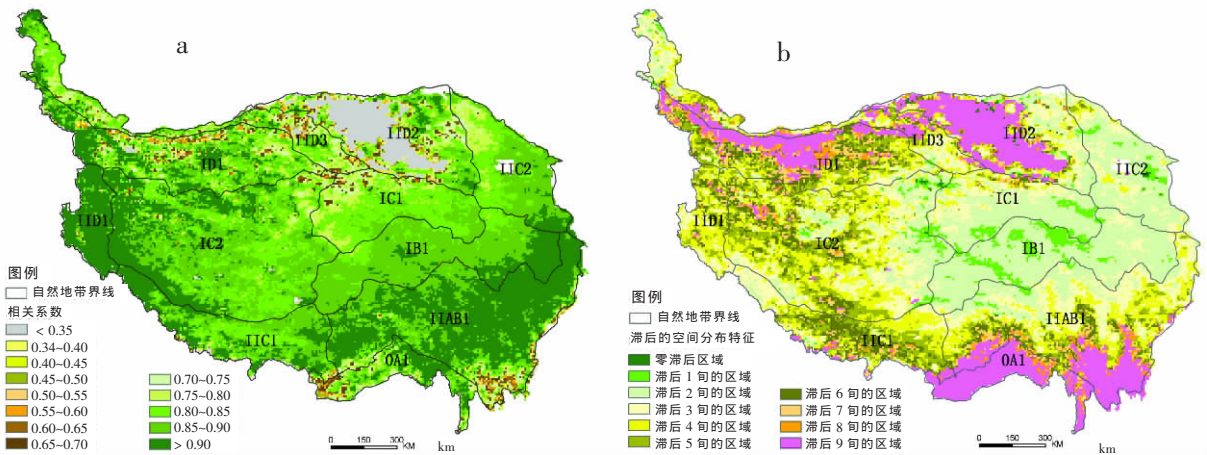 a
IID3
IID2
ID1
IIC2
IC1
IID1
IC2
IB1
IIAB1
IIC1
OA1
图例
自然地带界线
相关系数
< 0.35
0.34~0.40
0.40~0.45
0.45~0.50
0.50~0.55
0.55~0.60
0.60~0.65
0.65~0.70
0.70~0.75
0.75~0.80
0.80~0.85
0.85~0.90
> 0.90
0 150 300 KM
km
b
IID3
IID2
ID1
IIC2
IC1
IID1
IC2
IB1
IIAB1
IIC1
OA1
图例
自然地带界线
滞后的空间分布特征
零滞后区域
滞后 1 旬的区域
滞后 2 旬的区域
滞后 3 旬的区域
滞后 4 旬的区域
滞后 5 旬的区域
滞后 6 旬的区域
滞后 7 旬的区域
滞后 8 旬的区域
滞后 9 旬的区域
0 150 300 KM
km